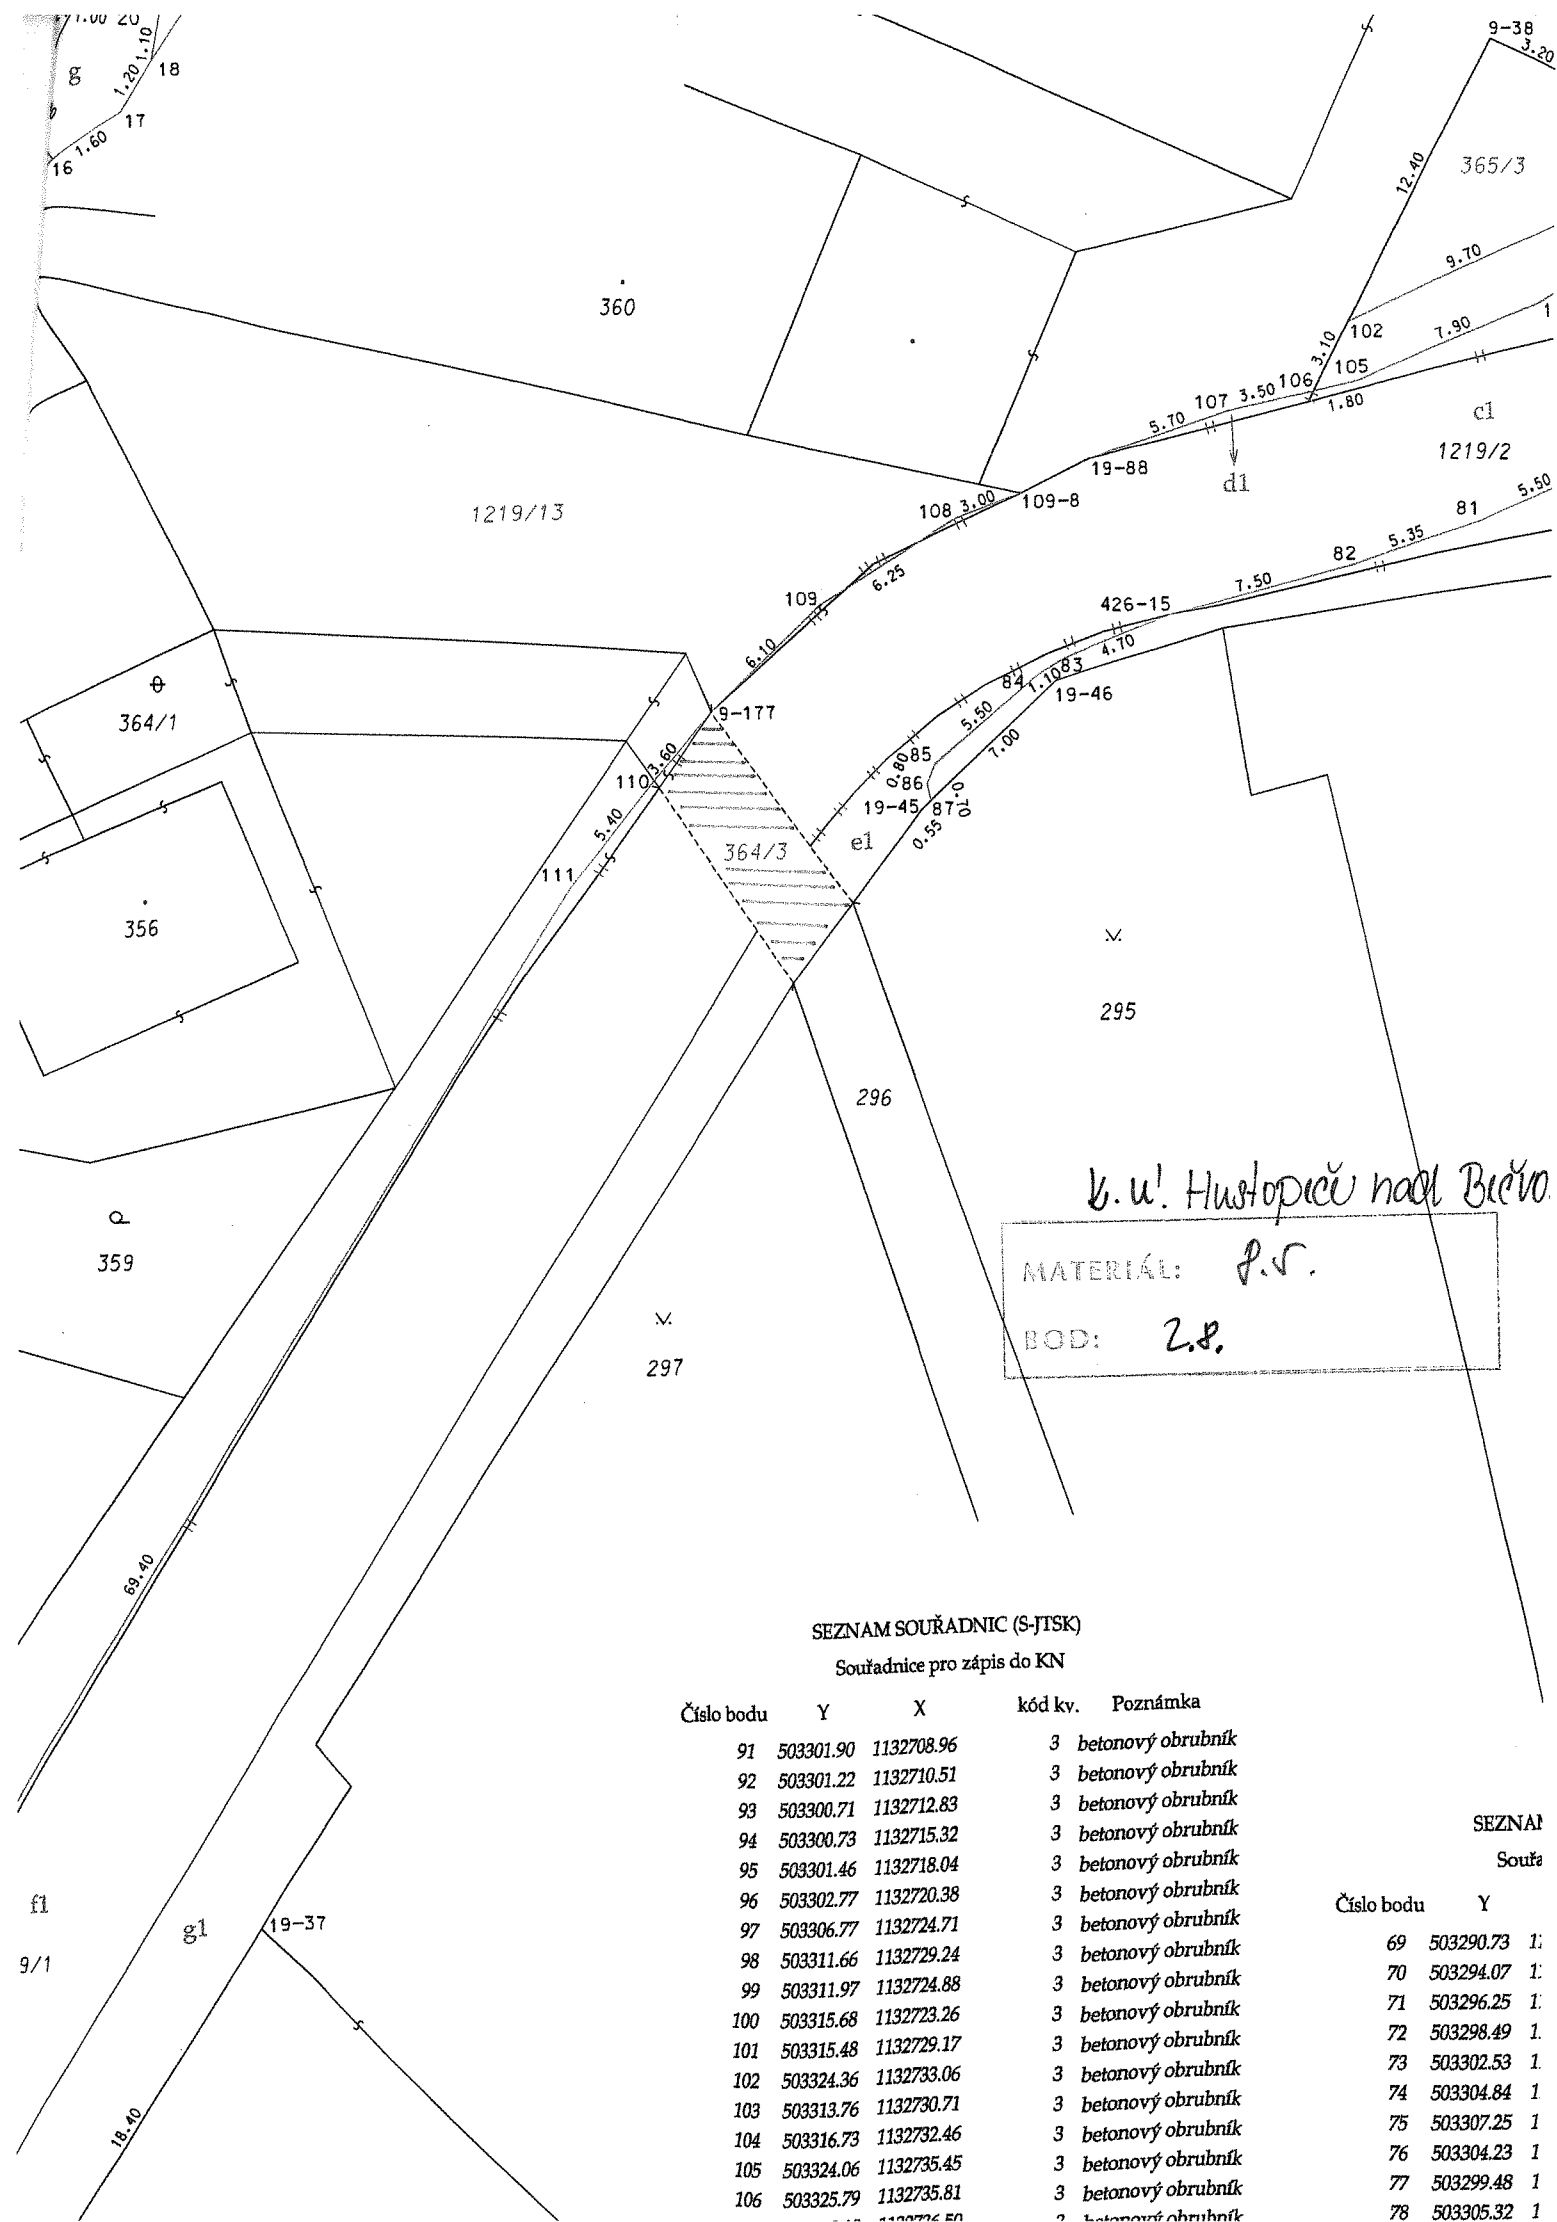 1.00 20
1.10
1.20 18
g
17
1.60
16
9-38
3.20
12.40
365/3
9.70
360
102
7.90
3.10
105
106
3.50
107
1.80
5.70
c1
1219/2
19-88
d1
5.50
81
1219/13
108 3.00
109-8
5.35
82
6.25
7.50
109
426-15
4.70
6.10
83
84 1.10
19-46
364/1
9-177
5.50
7.00
3.60
85
110
0.80
86
0.70
19-45 87
5.40
0.55
e1
364/3
111
356
295
296
k.ú. Hustopeče nad Bečvo
359
MATERIÁL:
BOD: 2.8.
297
69.40
SEZNAM SOUŘADNIC (S-JTSK)
Souřadnice pro zápis do KN
Číslo bodu Y X kód kv. Poznámka
91 503301.90 1132708.96 3 betonový obrubník
92 503301.22 1132710.51 3 betonový obrubník
93 503300.71 1132712.83 3 betonový obrubník
94 503300.73 1132715.32 3 betonový obrubník
95 503301.46 1132718.04 3 betonový obrubník
96 503302.77 1132720.38 3 betonový obrubník
97 503306.77 1132724.71 3 betonový obrubník
98 503311.66 1132729.24 3 betonový obrubník
99 503311.97 1132724.88 3 betonový obrubník
100 503315.68 1132723.26 3 betonový obrubník
101 503315.48 1132729.17 3 betonový obrubník
102 503324.36 1132733.06 3 betonový obrubník
103 503313.76 1132730.71 3 betonový obrubník
104 503316.73 1132732.46 3 betonový obrubník
105 503324.06 1132735.45 3 betonový obrubník
106 503325.79 1132735.81 3 betonový obrubník
SEZNAM
Souřa
Číslo bodu Y
69 503290.73
70 503294.07
71 503296.25
72 503298.49
73 503302.53
74 503304.84
75 503307.25
76 503304.23
77 503299.48
78 503305.32
f1
g1
19-37
9/1
18.40